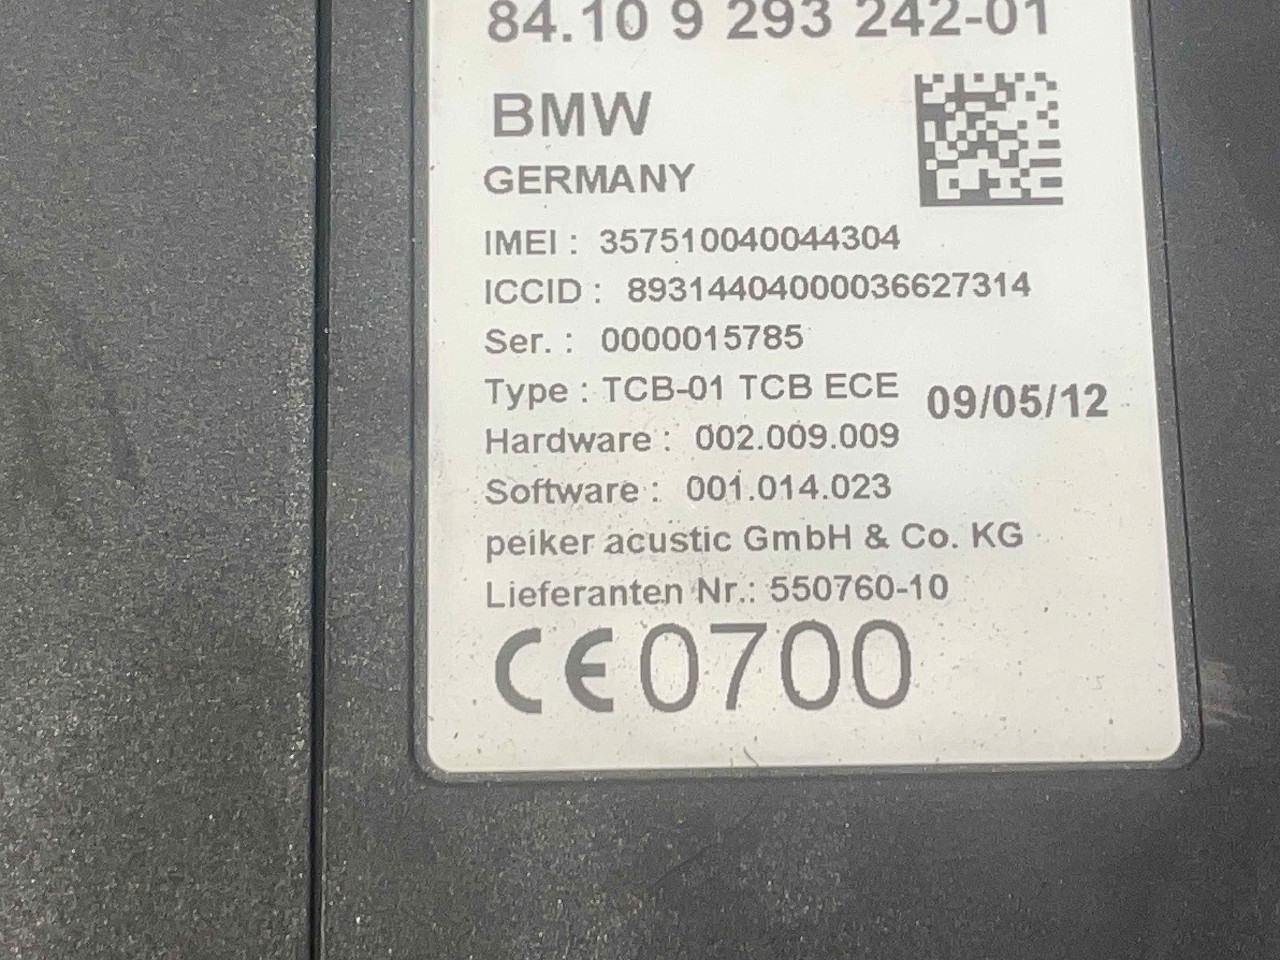 84.10 9 293 242-01
BMW
GERMANY
IMEI : 357510040044304
ICCID : 89314404000036627314
Ser. : 0000015785
Type : TCB-01 TCB ECE 09/05/12
Hardware : 002.009.009
Software : 001.014.023
peiker acustic GmbH & Co. KG
Lieferanten Nr.: 550760-10
CE0700